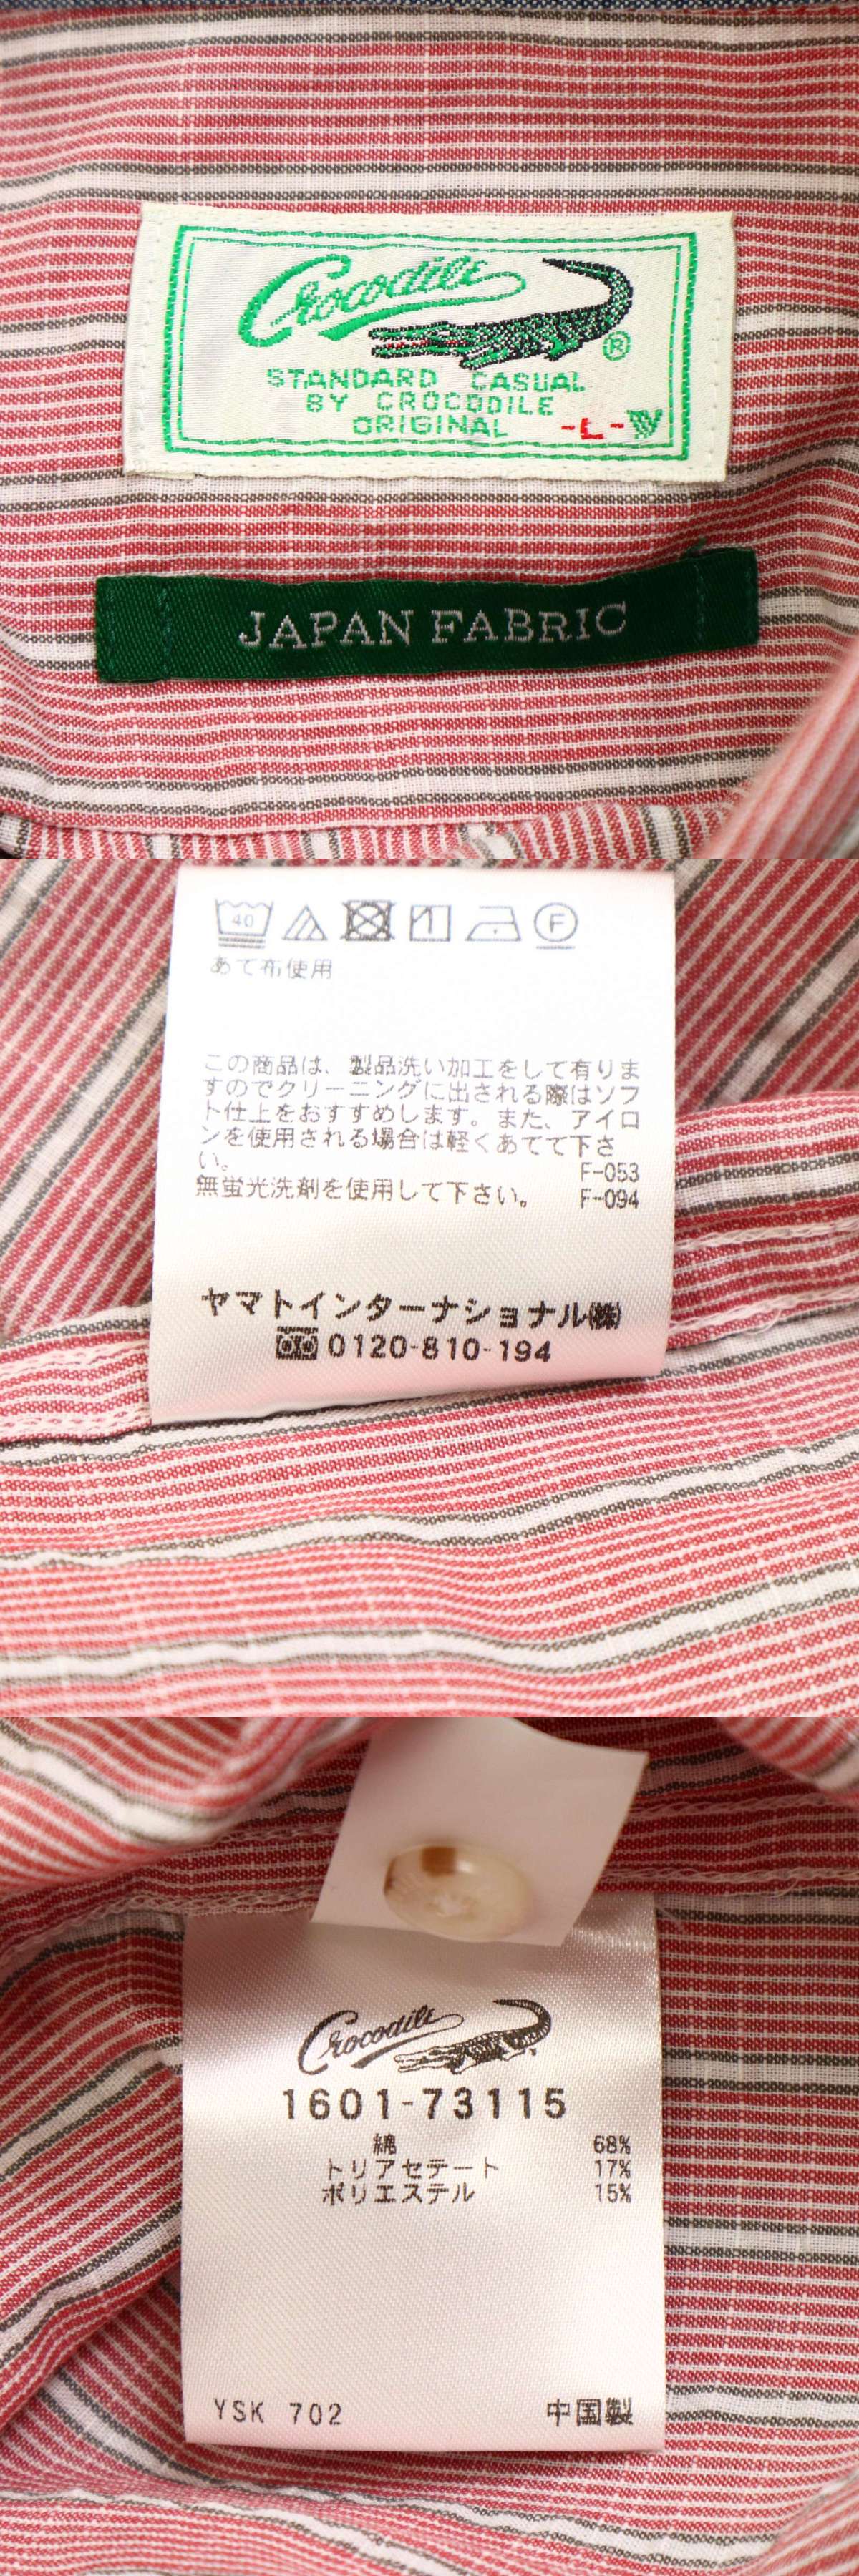 Crocodile
®
STANDARD CASUAL
BY CROCODILE
ORIGINAL -L-
JAPAN FABRIC
40 F
あて布使用
この商品は、製品洗い加工をして有りま
すのでクリーニングに出される際はソフ
ト仕上をおすすめします。また、アイロ
ンを使用される場合は軽くあてて下さ
い。 F-053
無蛍光洗剤を使用して下さい。 F-094
ヤマトインターナショナル㈱
0120-810-194
Crocodile
1601-73115
綿 68%
トリアセテート 17%
ポリエステル 15%
YSK 702 中国製